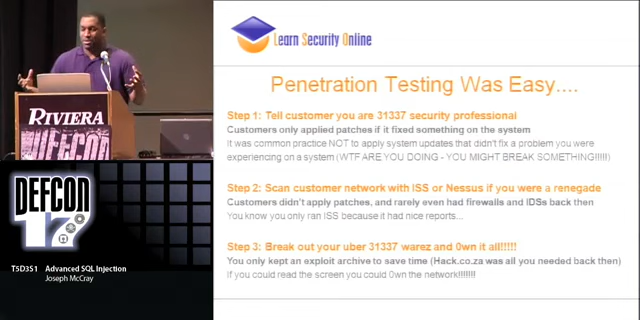 Learn Security Online
Penetration Testing Was Easy....
Step 1: Tell customer you are 31337 security professional
Customers only applied patches if it fixed something on the system
It was common practice NOT to apply system updates that didn't fix a problem you were
experiencing on a system (WTF ARE YOU DOING - YOU MIGHT BREAK SOMETHING!!!!!)
Step 2: Scan customer network with ISS or Nessus if you were a renegade
Customers didn't apply patches, and rarely even had firewalls and IDSs back then
You know you only ran ISS because it had nice reports...
Step 3: Break out your uber 31337 warez and 0wn it all!!!!!
You only kept an exploit archive to save time (Hack.co.za was all you needed back then)
If you could read the screen you could 0wn the network!!!!!!!
RIVIERA
DEFCON
DEFCON
17
T5D3S1 Advanced SQL Injection
Joseph McCray